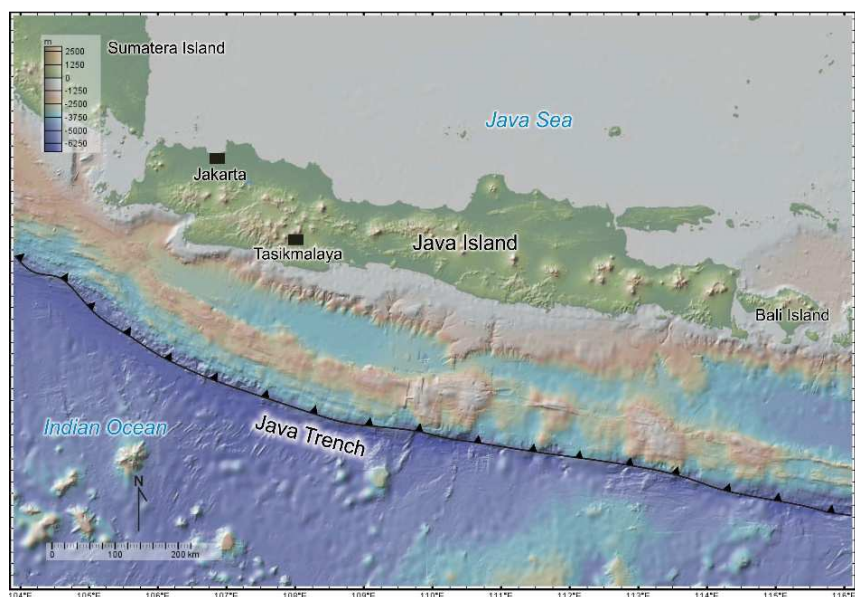 m
2500
1250
0
-1250
-2500
-3750
-5000
-6250
Sumatera Island
Java Sea
Jakarta
Tasikmalaya
Java Island
Bali Island
Indian Ocean
Java Trench
N
0 100 200 km
104°E 105°E 106°E 107°E 108°E 109°E 110°E 111°E 112°E 113°E 114°E 115°E 116°E